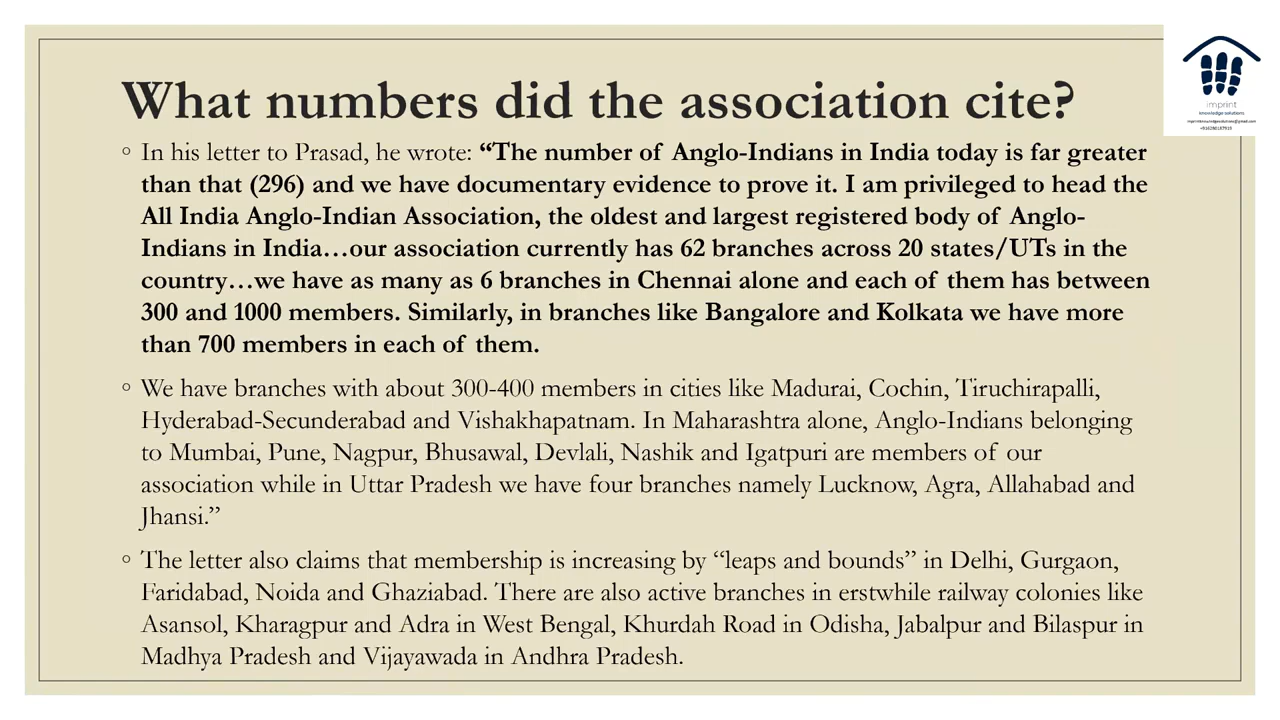 What numbers did the association cite?
imprint
knowledge solutions
◦ In his letter to Prasad, he wrote: “The number of Anglo-Indians in India today is far greater
than that (296) and we have documentary evidence to prove it. I am privileged to head the
All India Anglo-Indian Association, the oldest and largest registered body of Anglo-
Indians in India…our association currently has 62 branches across 20 states/UTs in the
country…we have as many as 6 branches in Chennai alone and each of them has between
300 and 1000 members. Similarly, in branches like Bangalore and Kolkata we have more
than 700 members in each of them.
◦ We have branches with about 300-400 members in cities like Madurai, Cochin, Tiruchirapalli,
Hyderabad-Secunderabad and Vishakhapatnam. In Maharashtra alone, Anglo-Indians belonging
to Mumbai, Pune, Nagpur, Bhusawal, Devlali, Nashik and Igatpuri are members of our
association while in Uttar Pradesh we have four branches namely Lucknow, Agra, Allahabad and
Jhansi.”
◦ The letter also claims that membership is increasing by “leaps and bounds” in Delhi, Gurgaon,
Faridabad, Noida and Ghaziabad. There are also active branches in erstwhile railway colonies like
Asansol, Kharagpur and Adra in West Bengal, Khurdah Road in Odisha, Jabalpur and Bilaspur in
Madhya Pradesh and Vijayawada in Andhra Pradesh.